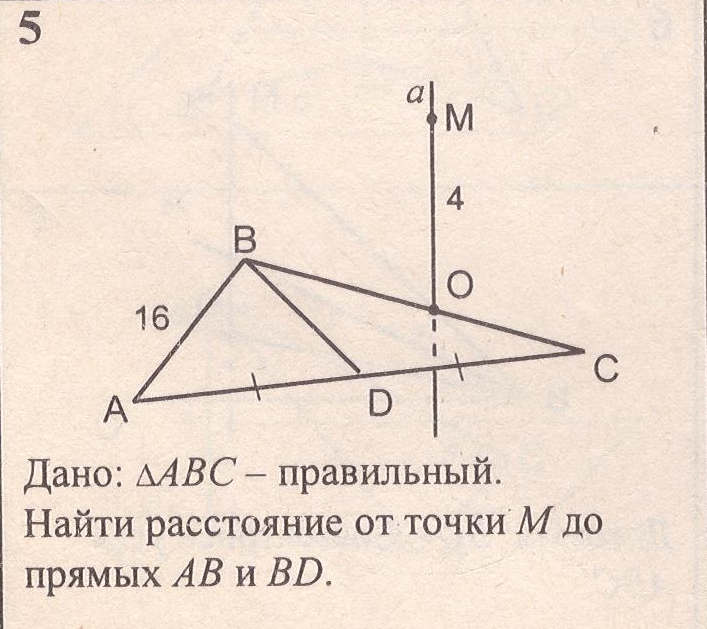 5
a
M
4
B
O
16
C
A
D
Дано: ΔABC – правильный.
Найти расстояние от точки M до
прямых AB и BD.